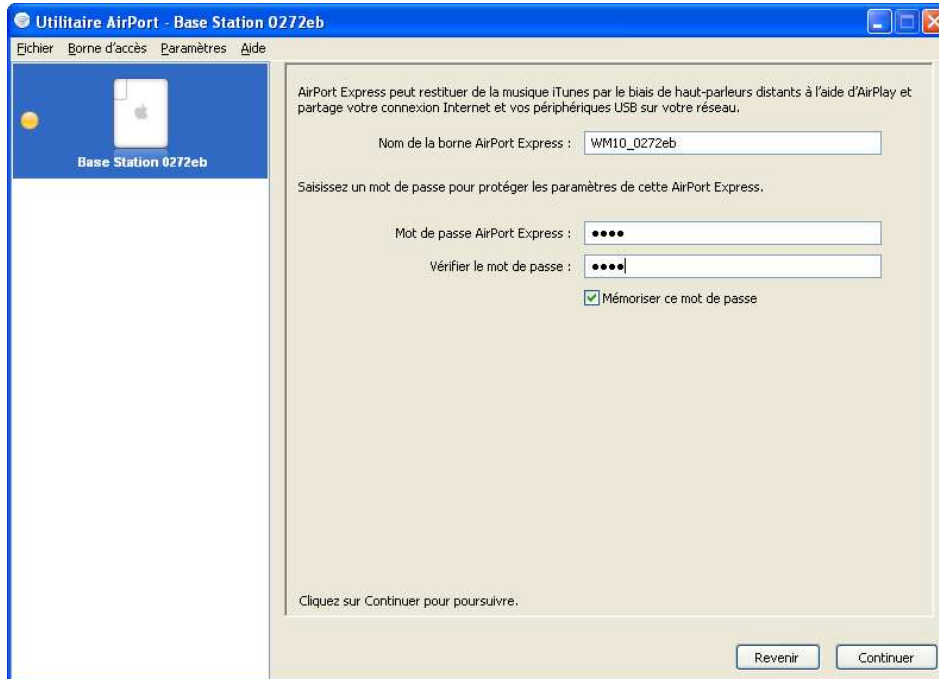 Utilitaire AirPort - Base Station 0272eb
Fichier Borne d'accès Paramètres Aide
Base Station 0272eb
AirPort Express peut restituer de la musique iTunes par le biais de haut-parleurs distants à l'aide d'AirPlay et
partage votre connexion Internet et vos périphériques USB sur votre réseau.
Nom de la borne AirPort Express : WM10_0272eb
Saisissez un mot de passe pour protéger les paramètres de cette AirPort Express.
Mot de passe AirPort Express : ●●●●
Vérifier le mot de passe : ●●●●
Mémoriser ce mot de passe
Cliquez sur Continuer pour poursuivre.
Revenir Continuer